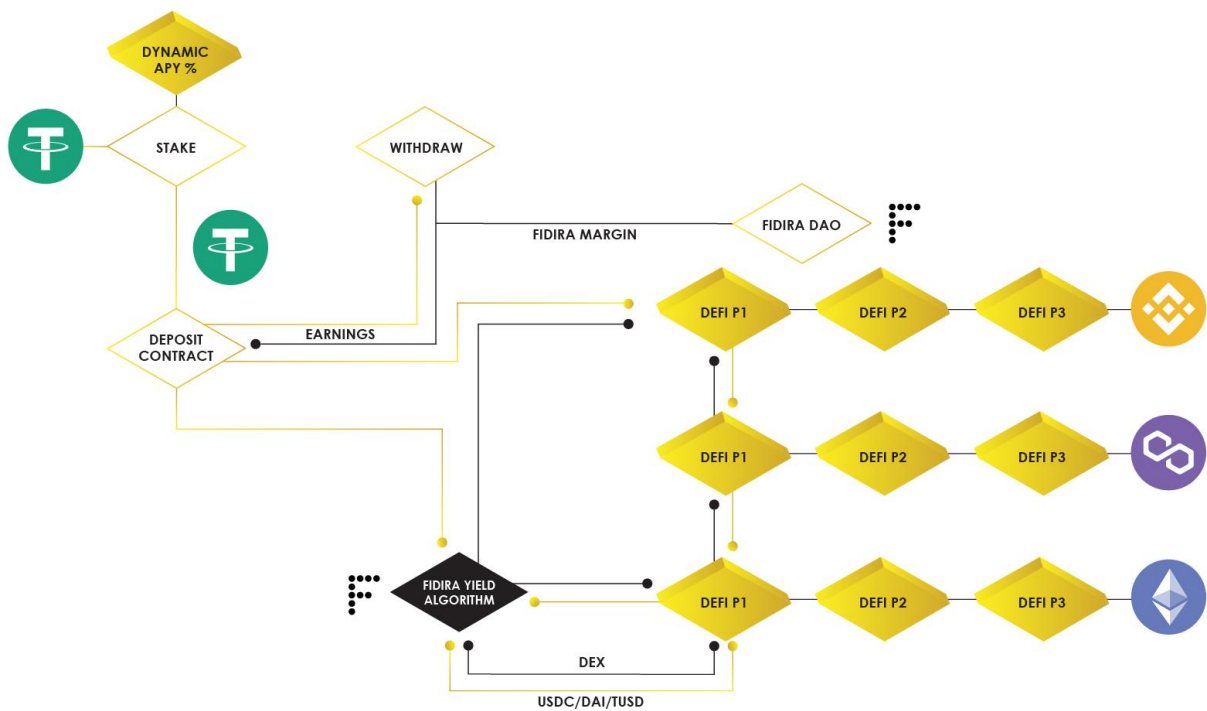 DYNAMIC
APY %
STAKE
WITHDRAW
FIDIRA MARGIN
FIDIRA DAO
DEPOSIT
CONTRACT
EARNINGS
DEFI P1
DEFI P2
DEFI P3
DEFI P1
DEFI P2
DEFI P3
FIDIRA YIELD
ALGORITHM
DEFI P1
DEFI P2
DEFI P3
DEX
USDC/DAI/TUSD